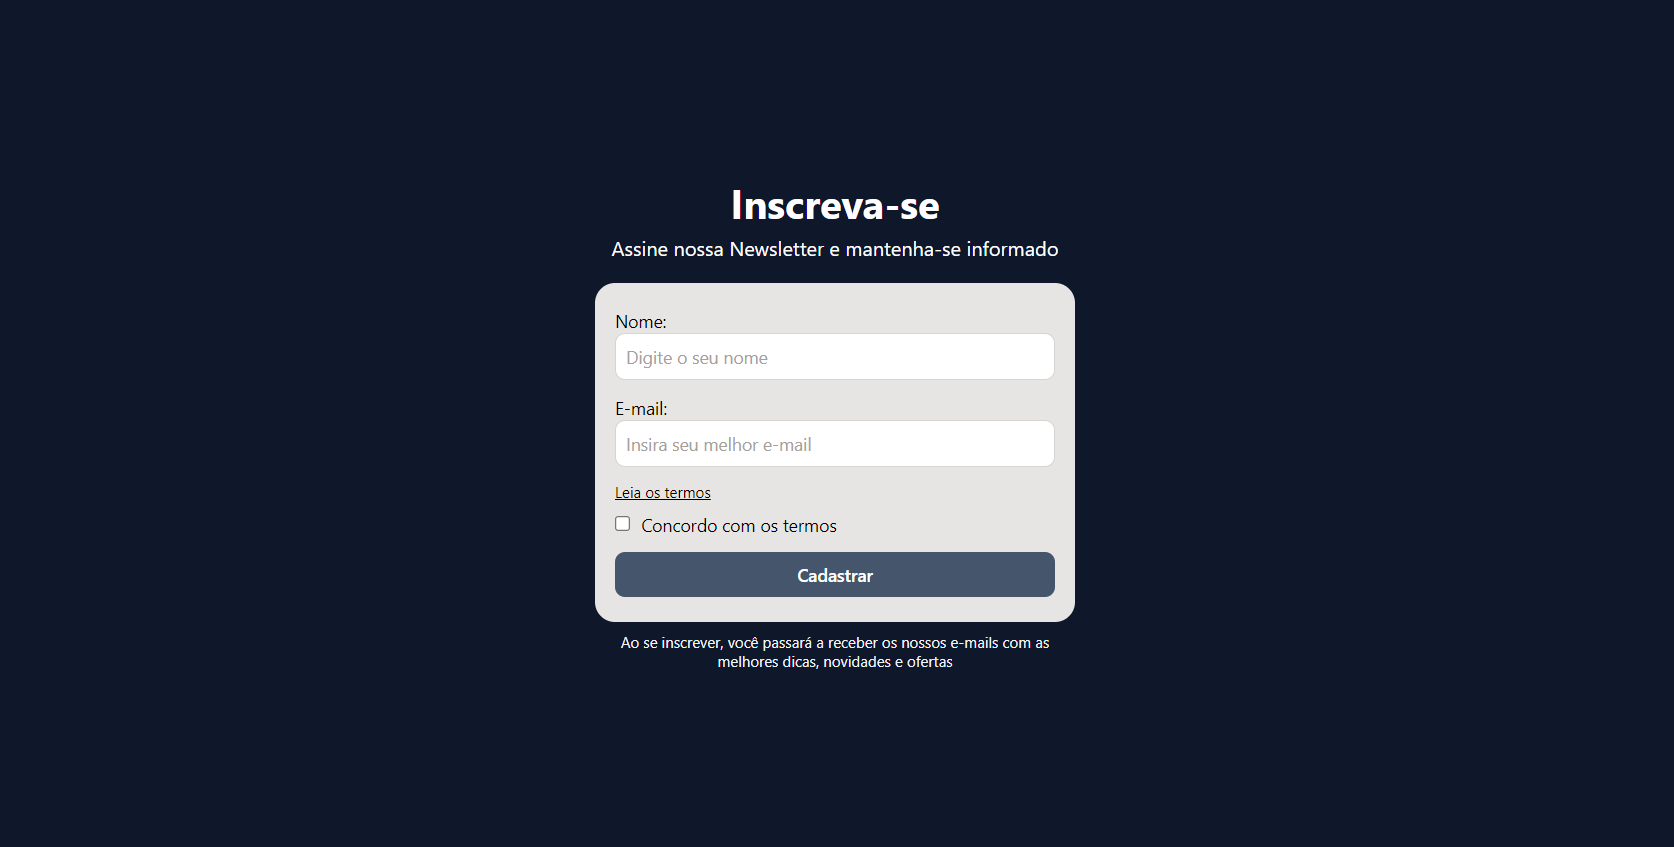 Inscreva-se
Assine nossa Newsletter e mantenha-se informado
Nome:
Digite o seu nome
E-mail:
Insira seu melhor e-mail
Leia os termos
Concordo com os termos
Cadastrar
Ao se inscrever, você passará a receber os nossos e-mails com as
melhores dicas, novidades e ofertas